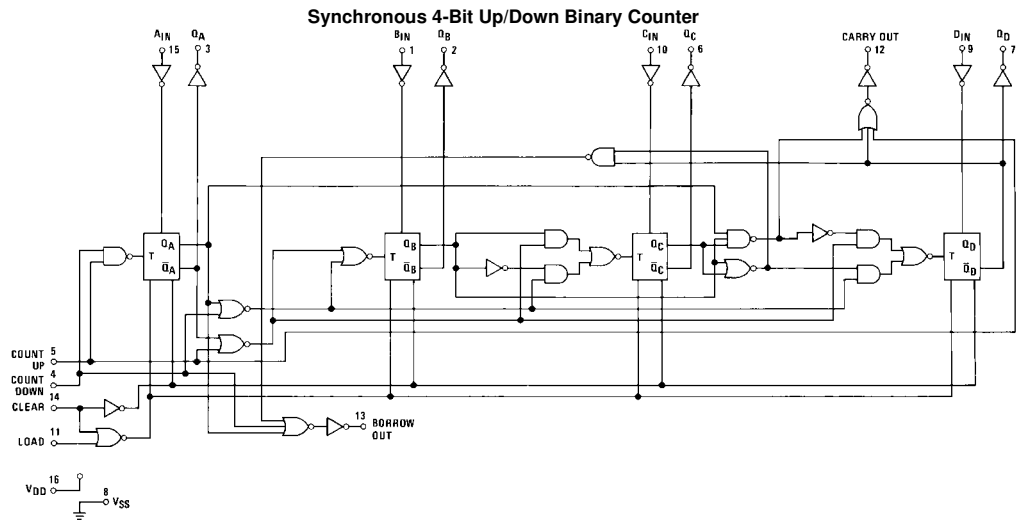 Synchronous 4-Bit Up/Down Binary Counter
AIN QA BIN QB CIN QC CARRY OUT DIN QD
15 3 1 2 10 6 12 9 7
QA QB QC QD
T Q̅A T Q̅B T Q̅C T Q̅D
COUNT UP 5
COUNT DOWN 4
CLEAR 14
LOAD 11
13 BORROW OUT
VDD 16
8 VSS